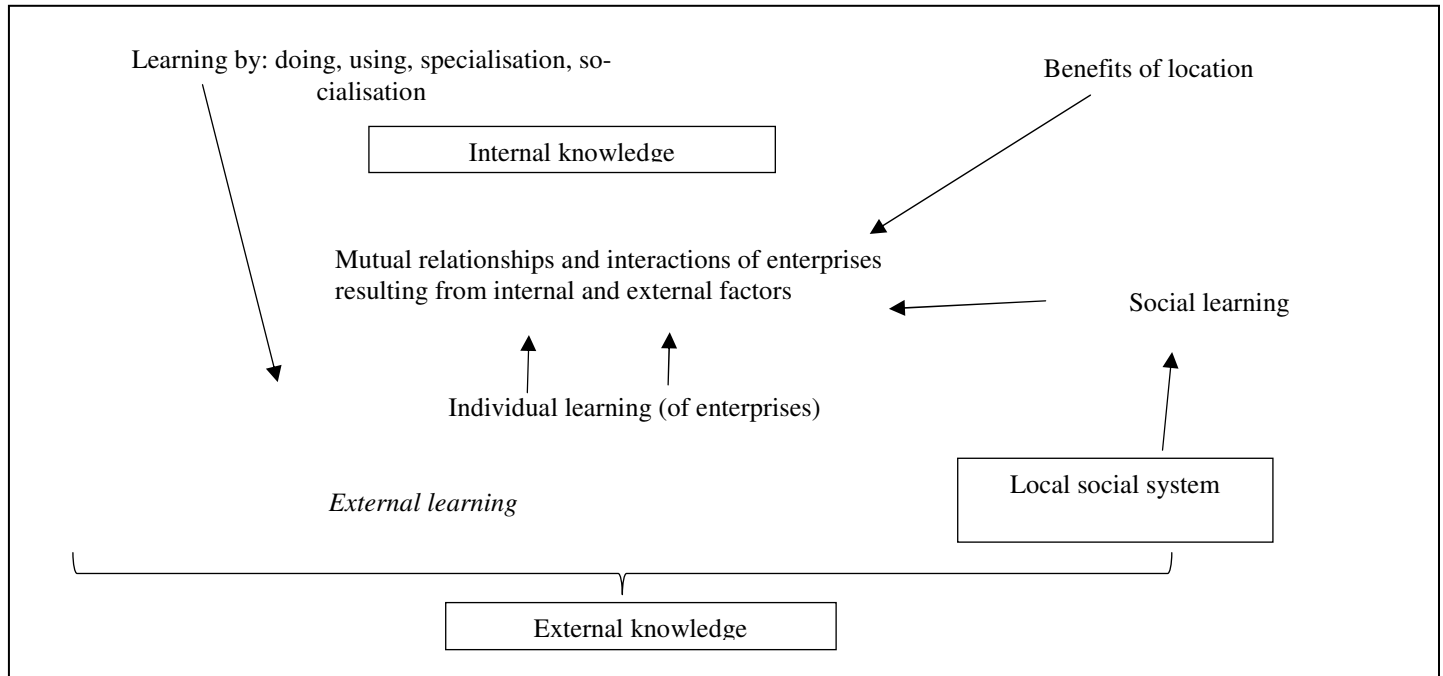 Learning by: doing, using, specialisation, so-
cialisation
Benefits of location
Internal knowledge
Mutual relationships and interactions of enterprises
resulting from internal and external factors
Social learning
Individual learning (of enterprises)
Local social system
External learning
External knowledge